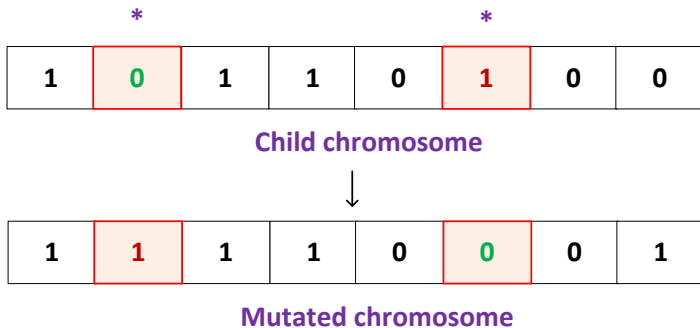 * *
1 0 1 1 0 1 0 0
Child chromosome
1 1 1 1 0 0 0 1
Mutated chromosome